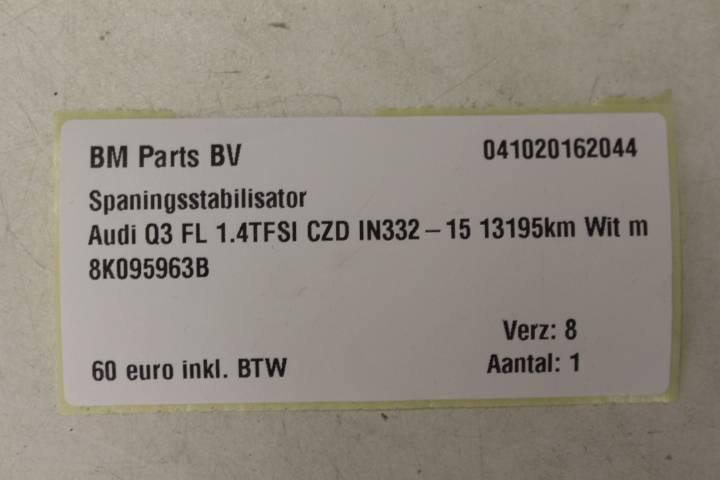 BM Parts BV 041020162044
Spaningsstabilisator
Audi Q3 FL 1.4TFSI CZD IN332-15 13195km Wit m
8K095963B
Verz: 8
60 euro inkl. BTW Aantal: 1